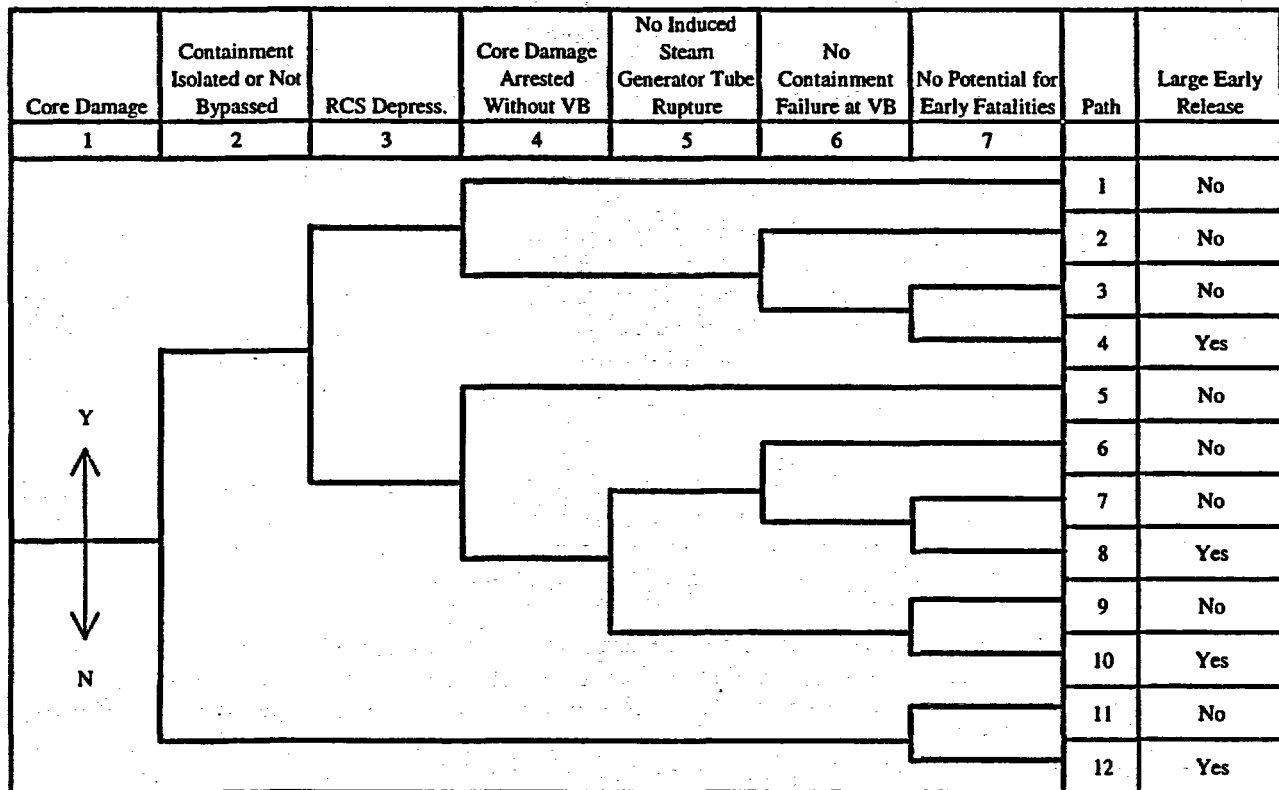 Core Damage
Containment
Isolated or Not
Bypassed
RCS Depress.
Core Damage
Arrested
Without VB
No Induced
Steam
Generator Tube
Rupture
No
Containment
Failure at VB
No Potential for
Early Fatalities
Path
Large Early
Release
1 2 3 4 5 6 7
1 No
2 No
3 No
4 Yes
5 No
6 No
7 No
8 Yes
9 No
10 Yes
11 No
12 Yes
Y
N